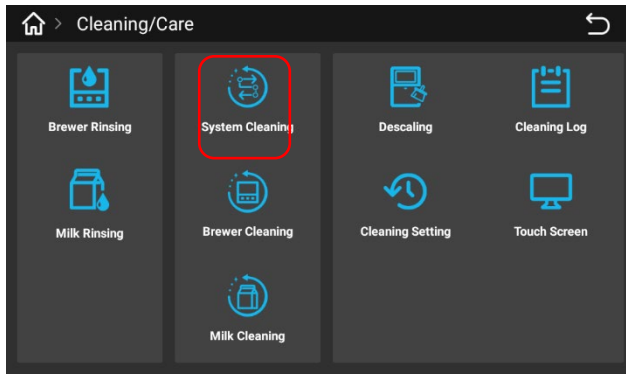 > Cleaning/Care
Brewer Rinsing
System Cleaning
Descaling
Cleaning Log
Milk Rinsing
Brewer Cleaning
Cleaning Setting
Touch Screen
Milk Cleaning